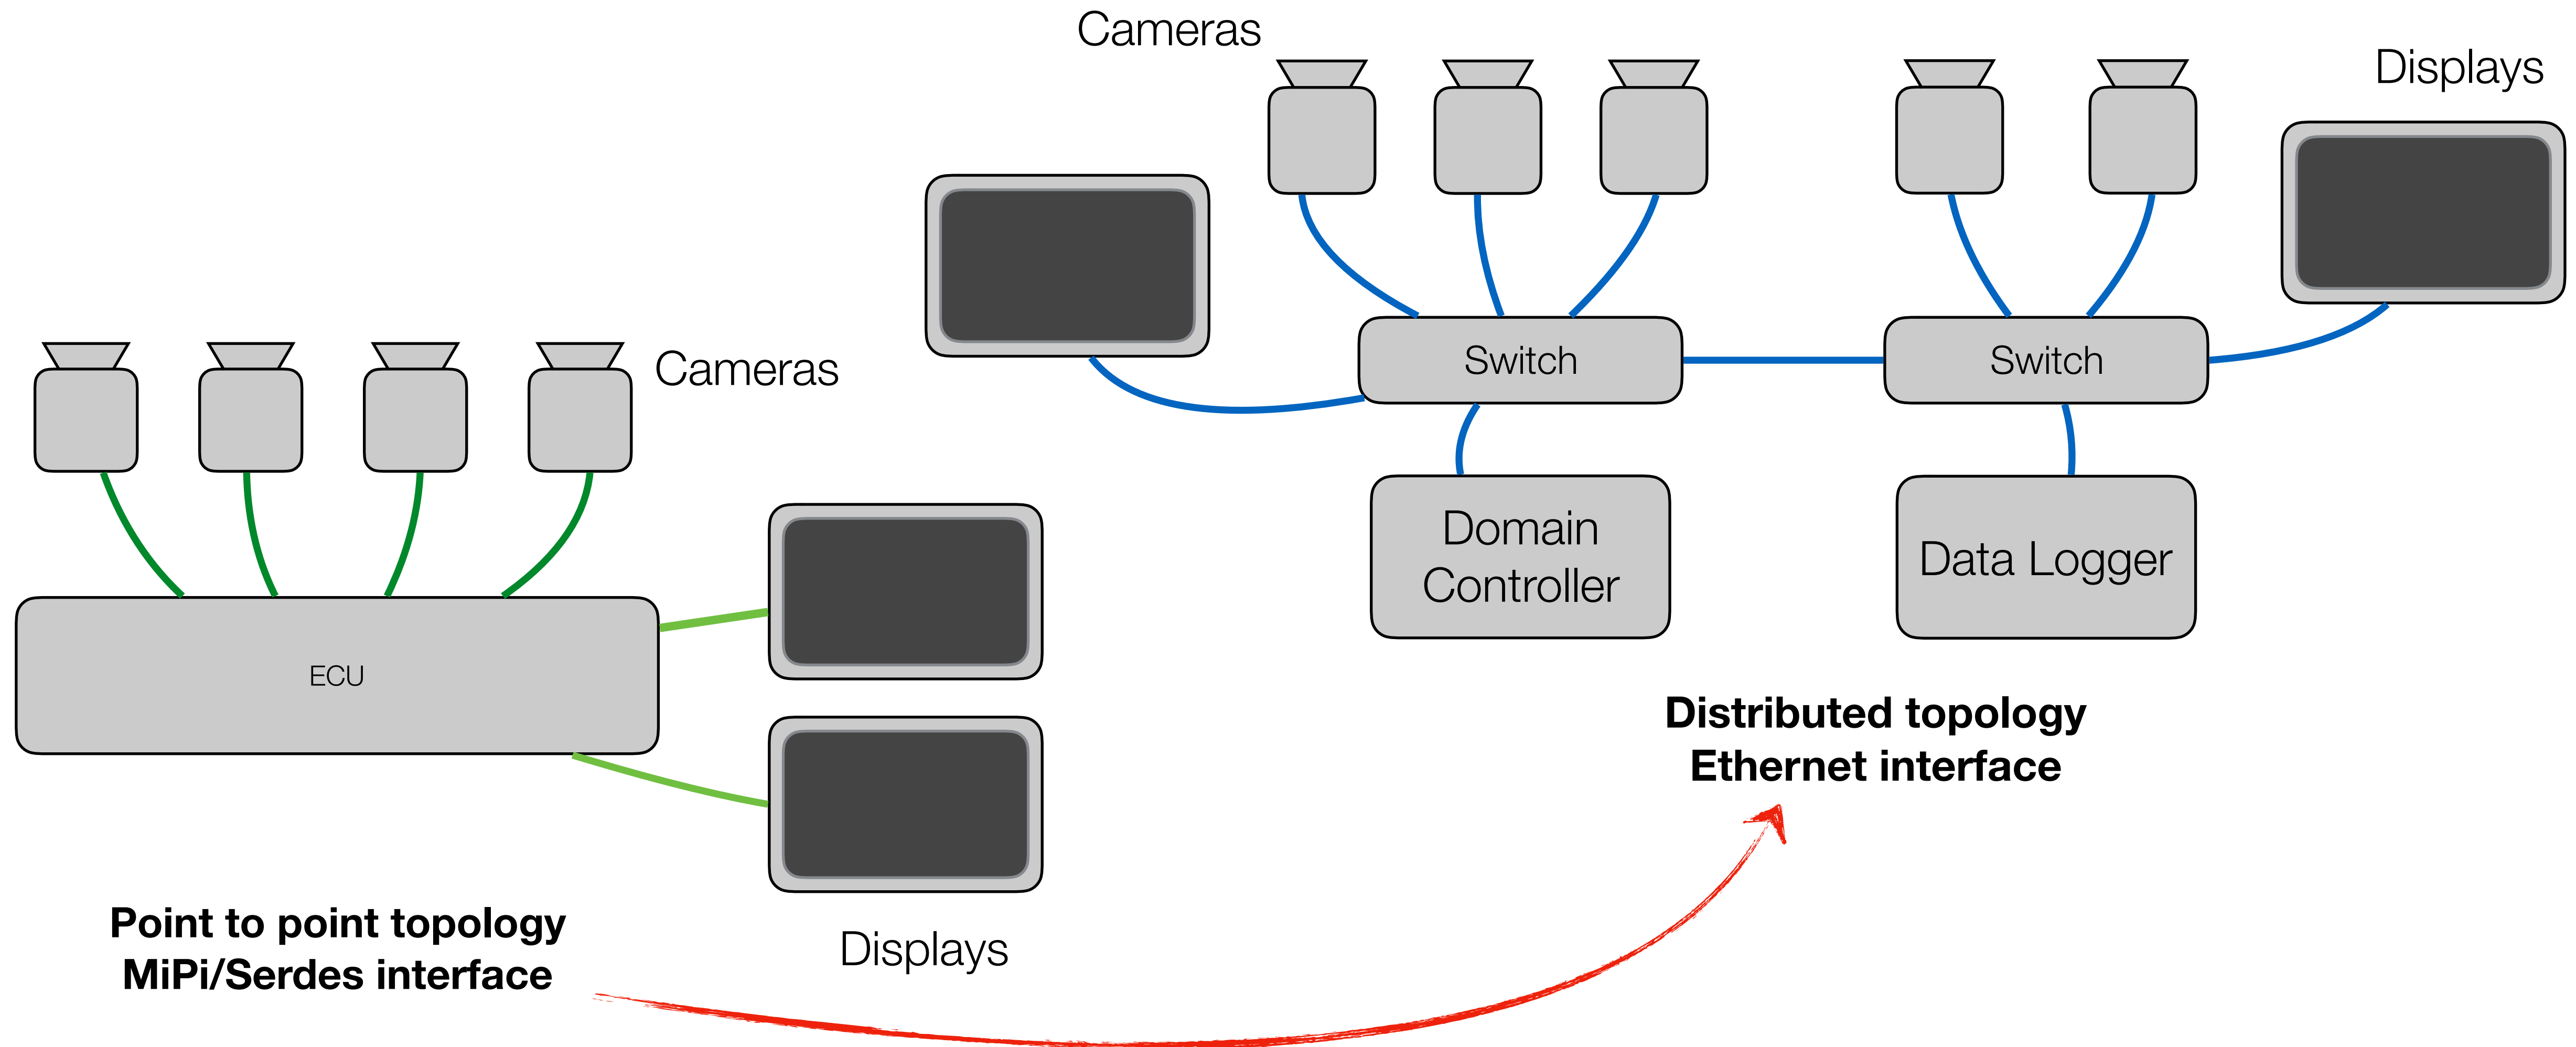 Cameras
Displays
Switch
Switch
Cameras
Domain
Controller
Data Logger
ECU
Distributed topology
Ethernet interface
Point to point topology
MiPi/Serdes interface
Displays